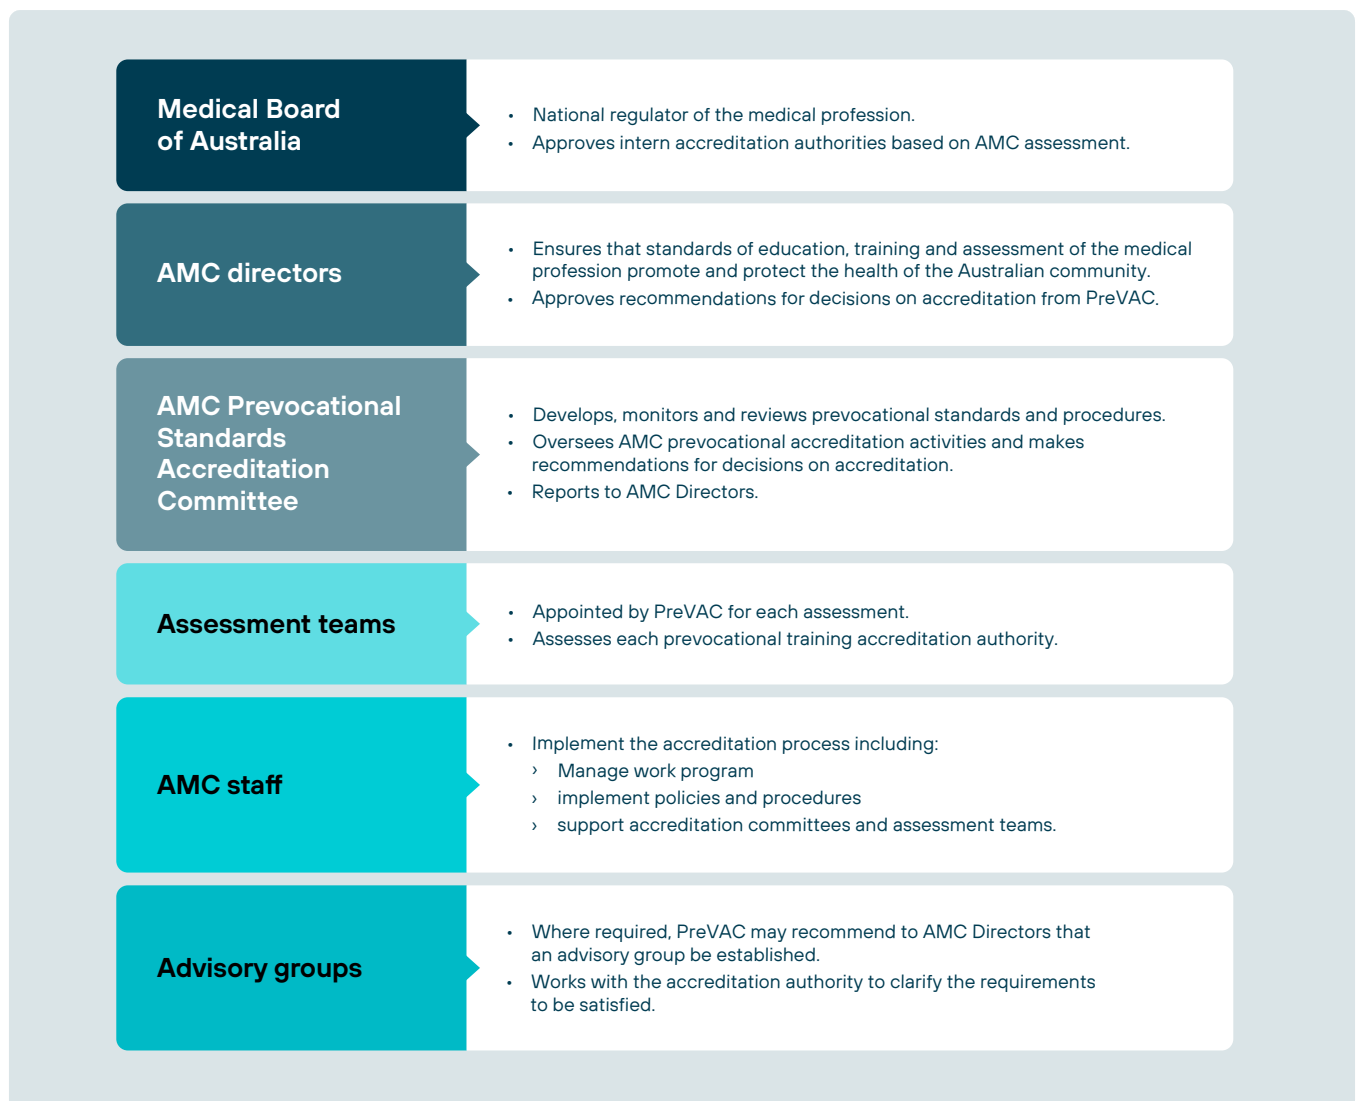 Medical Board
of Australia
• National regulator of the medical profession.
• Approves intern accreditation authorities based on AMC assessment.
AMC directors
• Ensures that standards of education, training and assessment of the medical
profession promote and protect the health of the Australian community.
• Approves recommendations for decisions on accreditation from PreVAC.
AMC Prevocational
Standards
Accreditation
Committee
• Develops, monitors and reviews prevocational standards and procedures.
• Oversees AMC prevocational accreditation activities and makes
recommendations for decisions on accreditation.
• Reports to AMC Directors.
Assessment teams
• Appointed by PreVAC for each assessment.
• Assesses each prevocational training accreditation authority.
AMC staff
• Implement the accreditation process including:
› Manage work program
› implement policies and procedures
› support accreditation committees and assessment teams.
Advisory groups
• Where required, PreVAC may recommend to AMC Directors that
an advisory group be established.
• Works with the accreditation authority to clarify the requirements
to be satisfied.